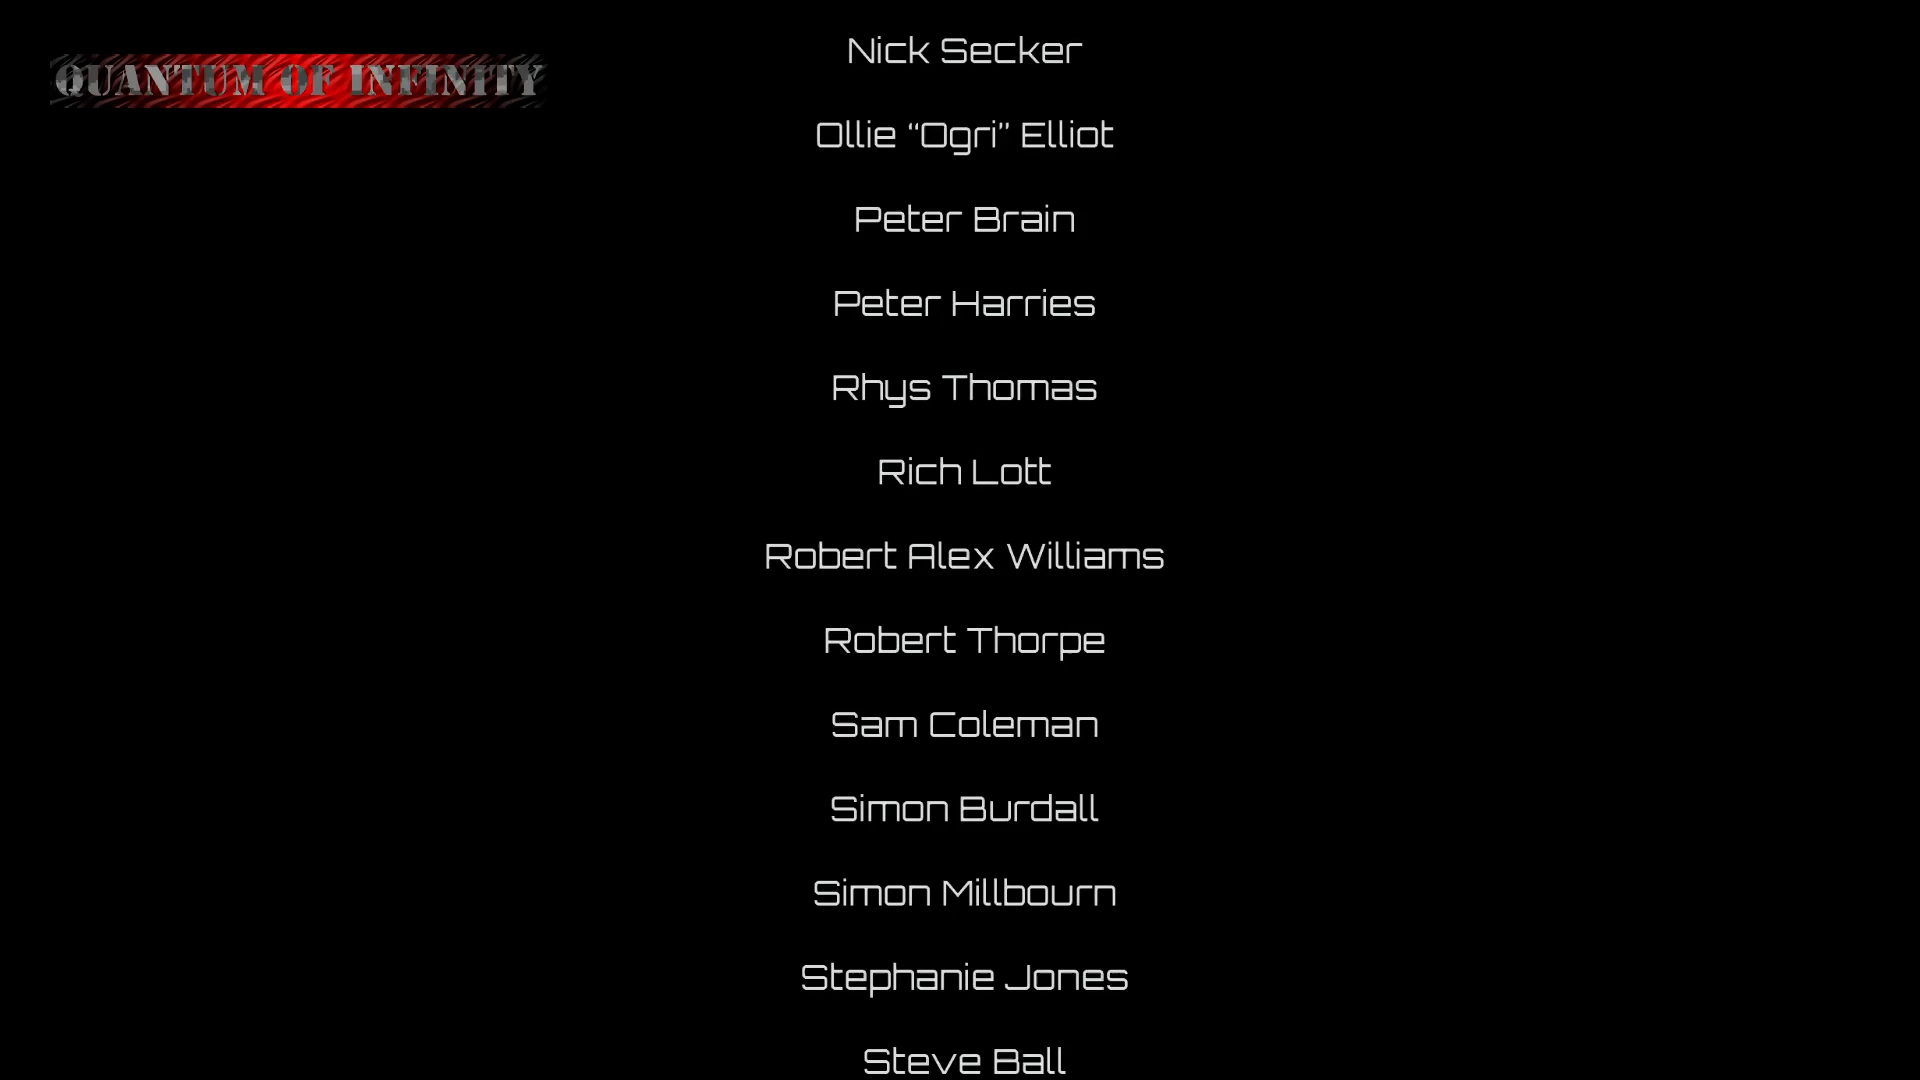 QUANTUM OF INFINITY
Nick Secker
Ollie “Ogri” Elliot
Peter Brain
Peter Harries
Rhys Thomas
Rich Lott
Robert Alex Williams
Robert Thorpe
Sam Coleman
Simon Burdall
Simon Millbourn
Stephanie Jones
Steve Ball